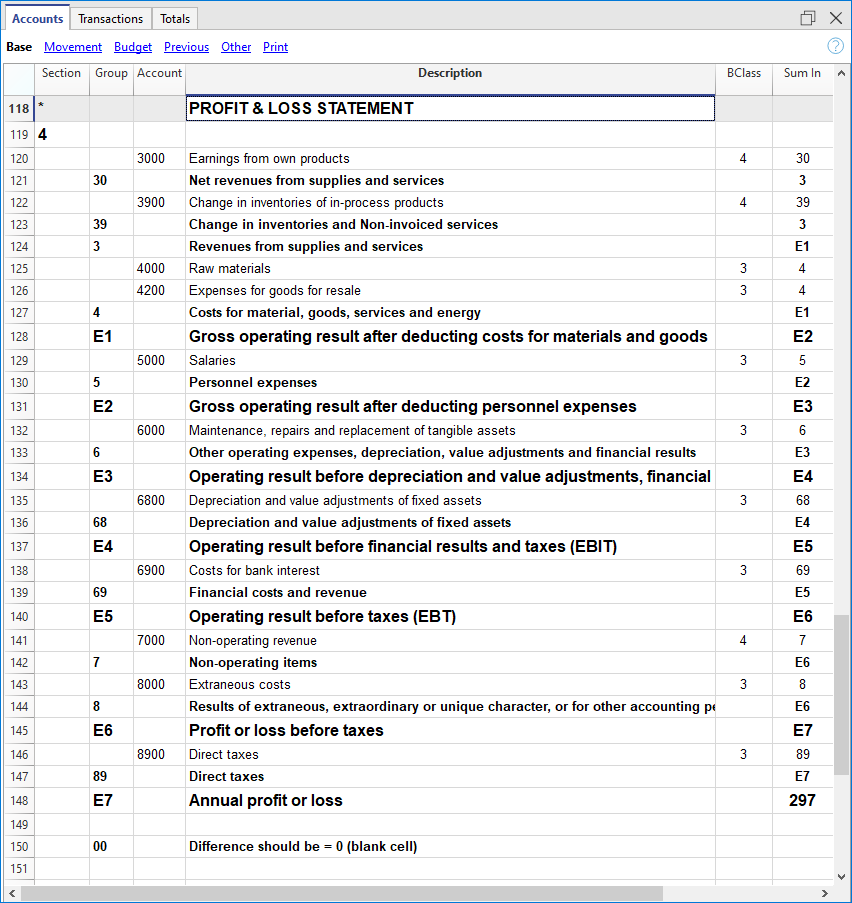 Accounts Transactions Totals
Base Movement Budget Previous Other Print ?
Section Group Account Description BClass Sum In
118 * PROFIT & LOSS STATEMENT
119 4
120 3000 Earnings from own products 4 30
121 30 Net revenues from supplies and services 3
122 3900 Change in inventories of in-process products 4 39
123 39 Change in inventories and Non-invoiced services 3
124 3 Revenues from supplies and services E1
125 4000 Raw materials 3 4
126 4200 Expenses for goods for resale 3 4
127 4 Costs for material, goods, services and energy E1
128 E1 Gross operating result after deducting costs for materials and goods E2
129 5000 Salaries 3 5
130 5 Personnel expenses E2
131 E2 Gross operating result after deducting personnel expenses E3
132 6000 Maintenance, repairs and replacement of tangible assets 3 6
133 6 Other operating expenses, depreciation, value adjustments and financial results E3
134 E3 Operating result before depreciation and value adjustments, financial E4
135 6800 Depreciation and value adjustments of fixed assets 3 68
136 68 Depreciation and value adjustments of fixed assets E4
137 E4 Operating result before financial results and taxes (EBIT) E5
138 6900 Costs for bank interest 3 69
139 69 Financial costs and revenue E5
140 E5 Operating result before taxes (EBT) E6
141 7000 Non-operating revenue 4 7
142 7 Non-operating items E6
143 8000 Extraneous costs 3 8
144 8 Results of extraneous, extraordinary or unique character, or for other accounting pe E6
145 E6 Profit or loss before taxes E7
146 8900 Direct taxes 3 89
147 89 Direct taxes E7
148 E7 Annual profit or loss 297
149
150 00 Difference should be = 0 (blank cell)
151